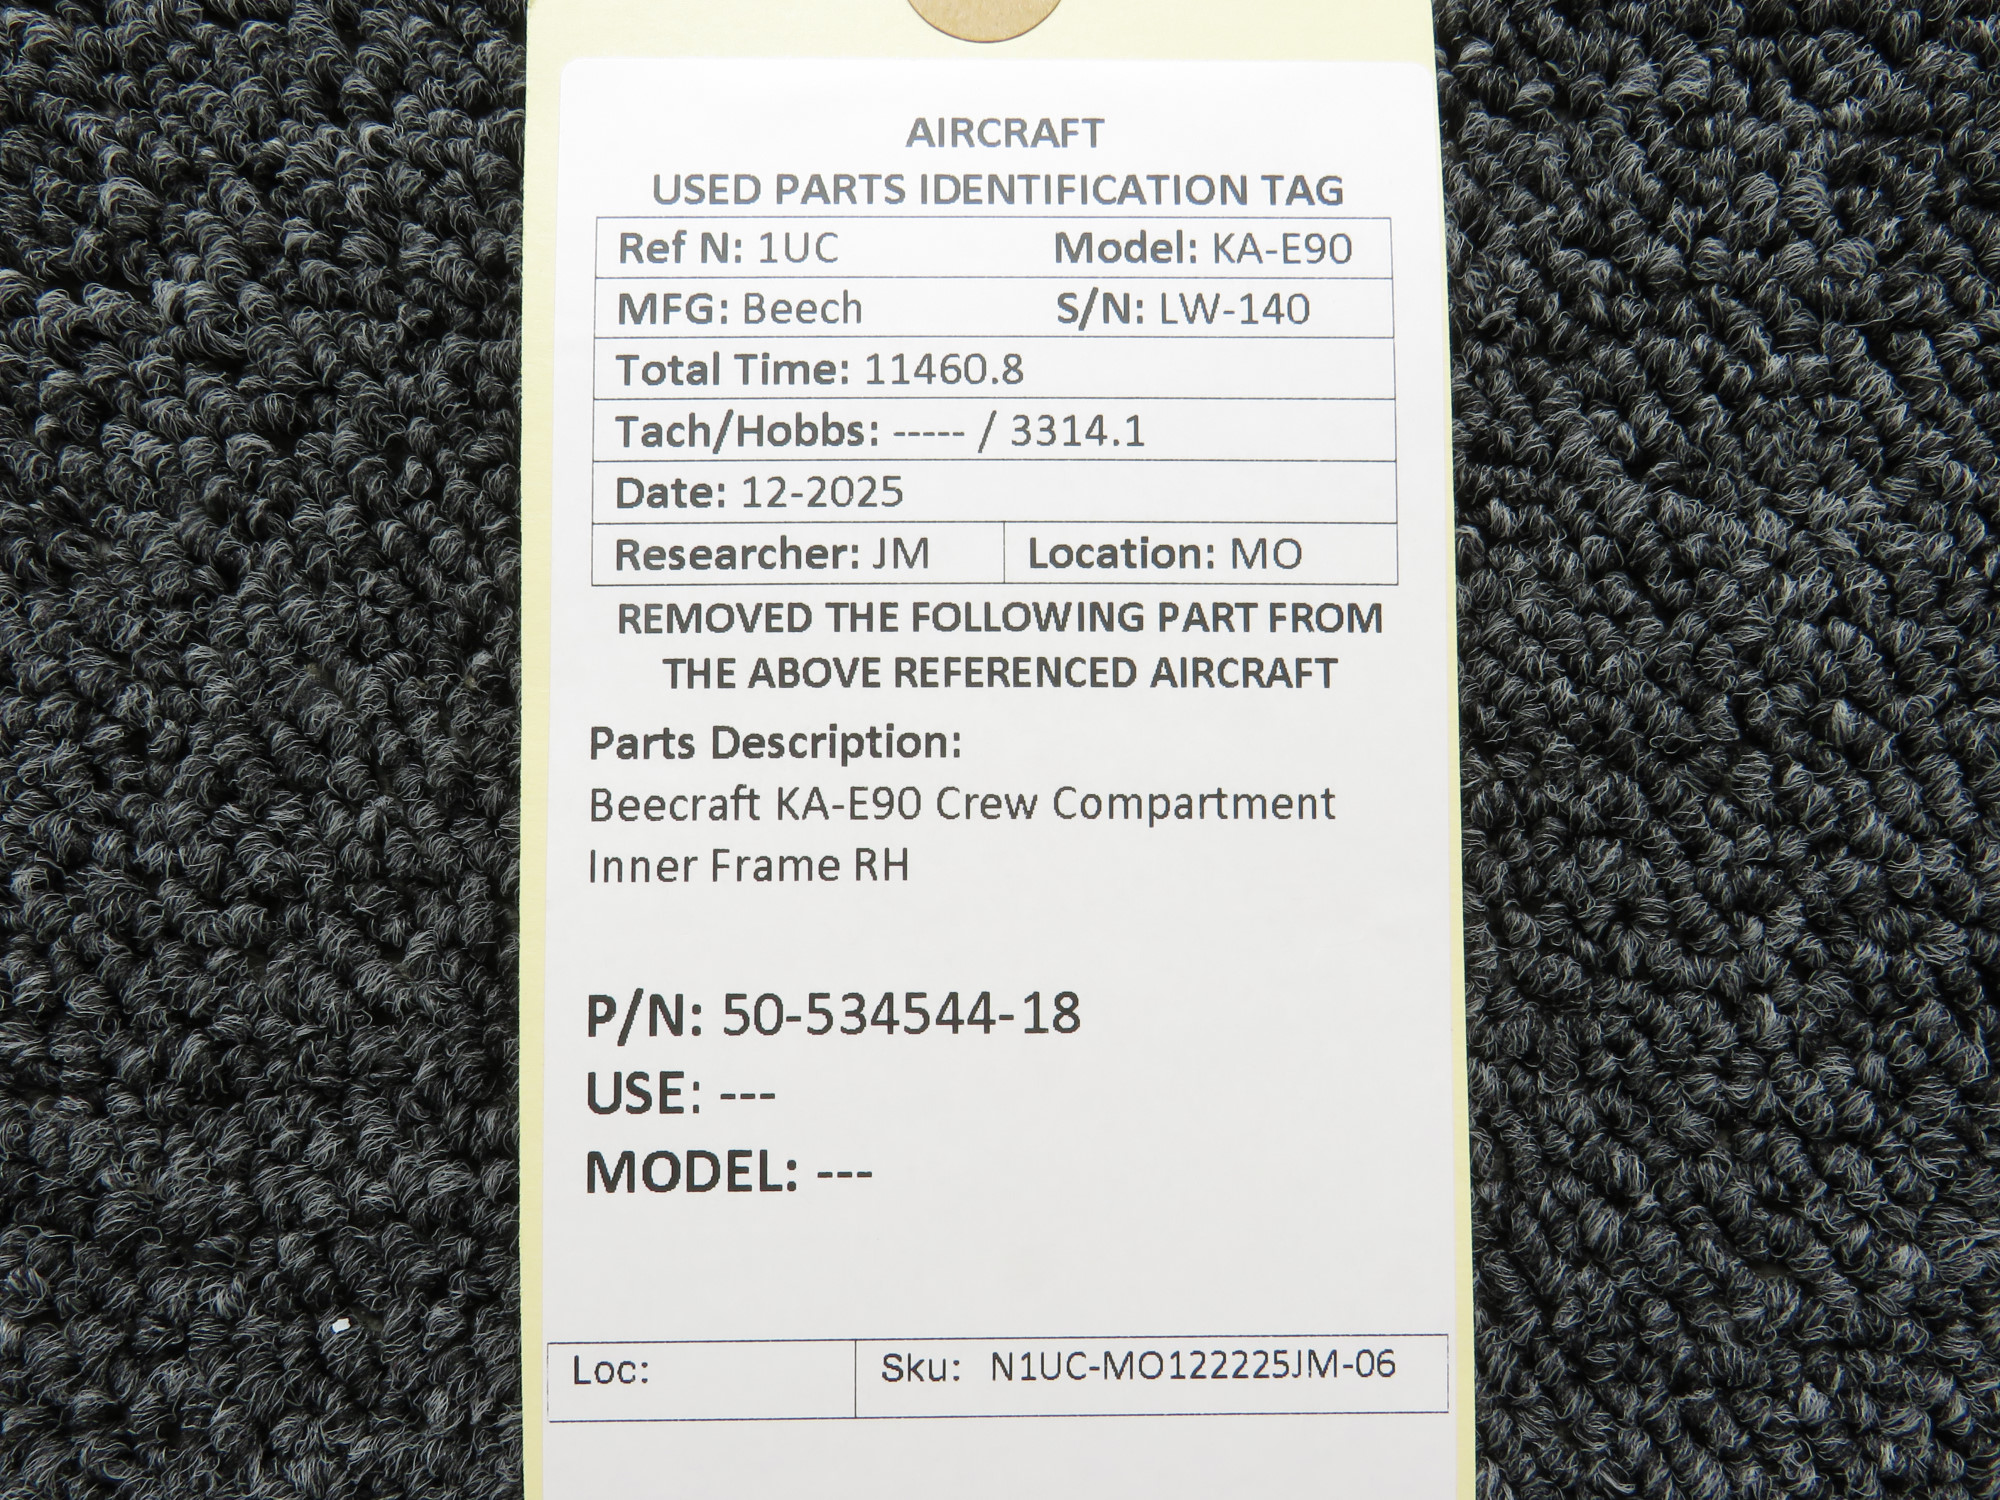 AIRCRAFT
USED PARTS IDENTIFICATION TAG
Ref N: 1UC Model: KA-E90
MFG: Beech S/N: LW-140
Total Time: 11460.8
Tach/Hobbs: ----- / 3314.1
Date: 12-2025
Researcher: JM Location: MO
REMOVED THE FOLLOWING PART FROM
THE ABOVE REFERENCED AIRCRAFT
Parts Description:
Beecraft KA-E90 Crew Compartment
Inner Frame RH
P/N: 50-534544-18
USE: ---
MODEL: ---
Loc: Sku: N1UC-MO122225JM-06